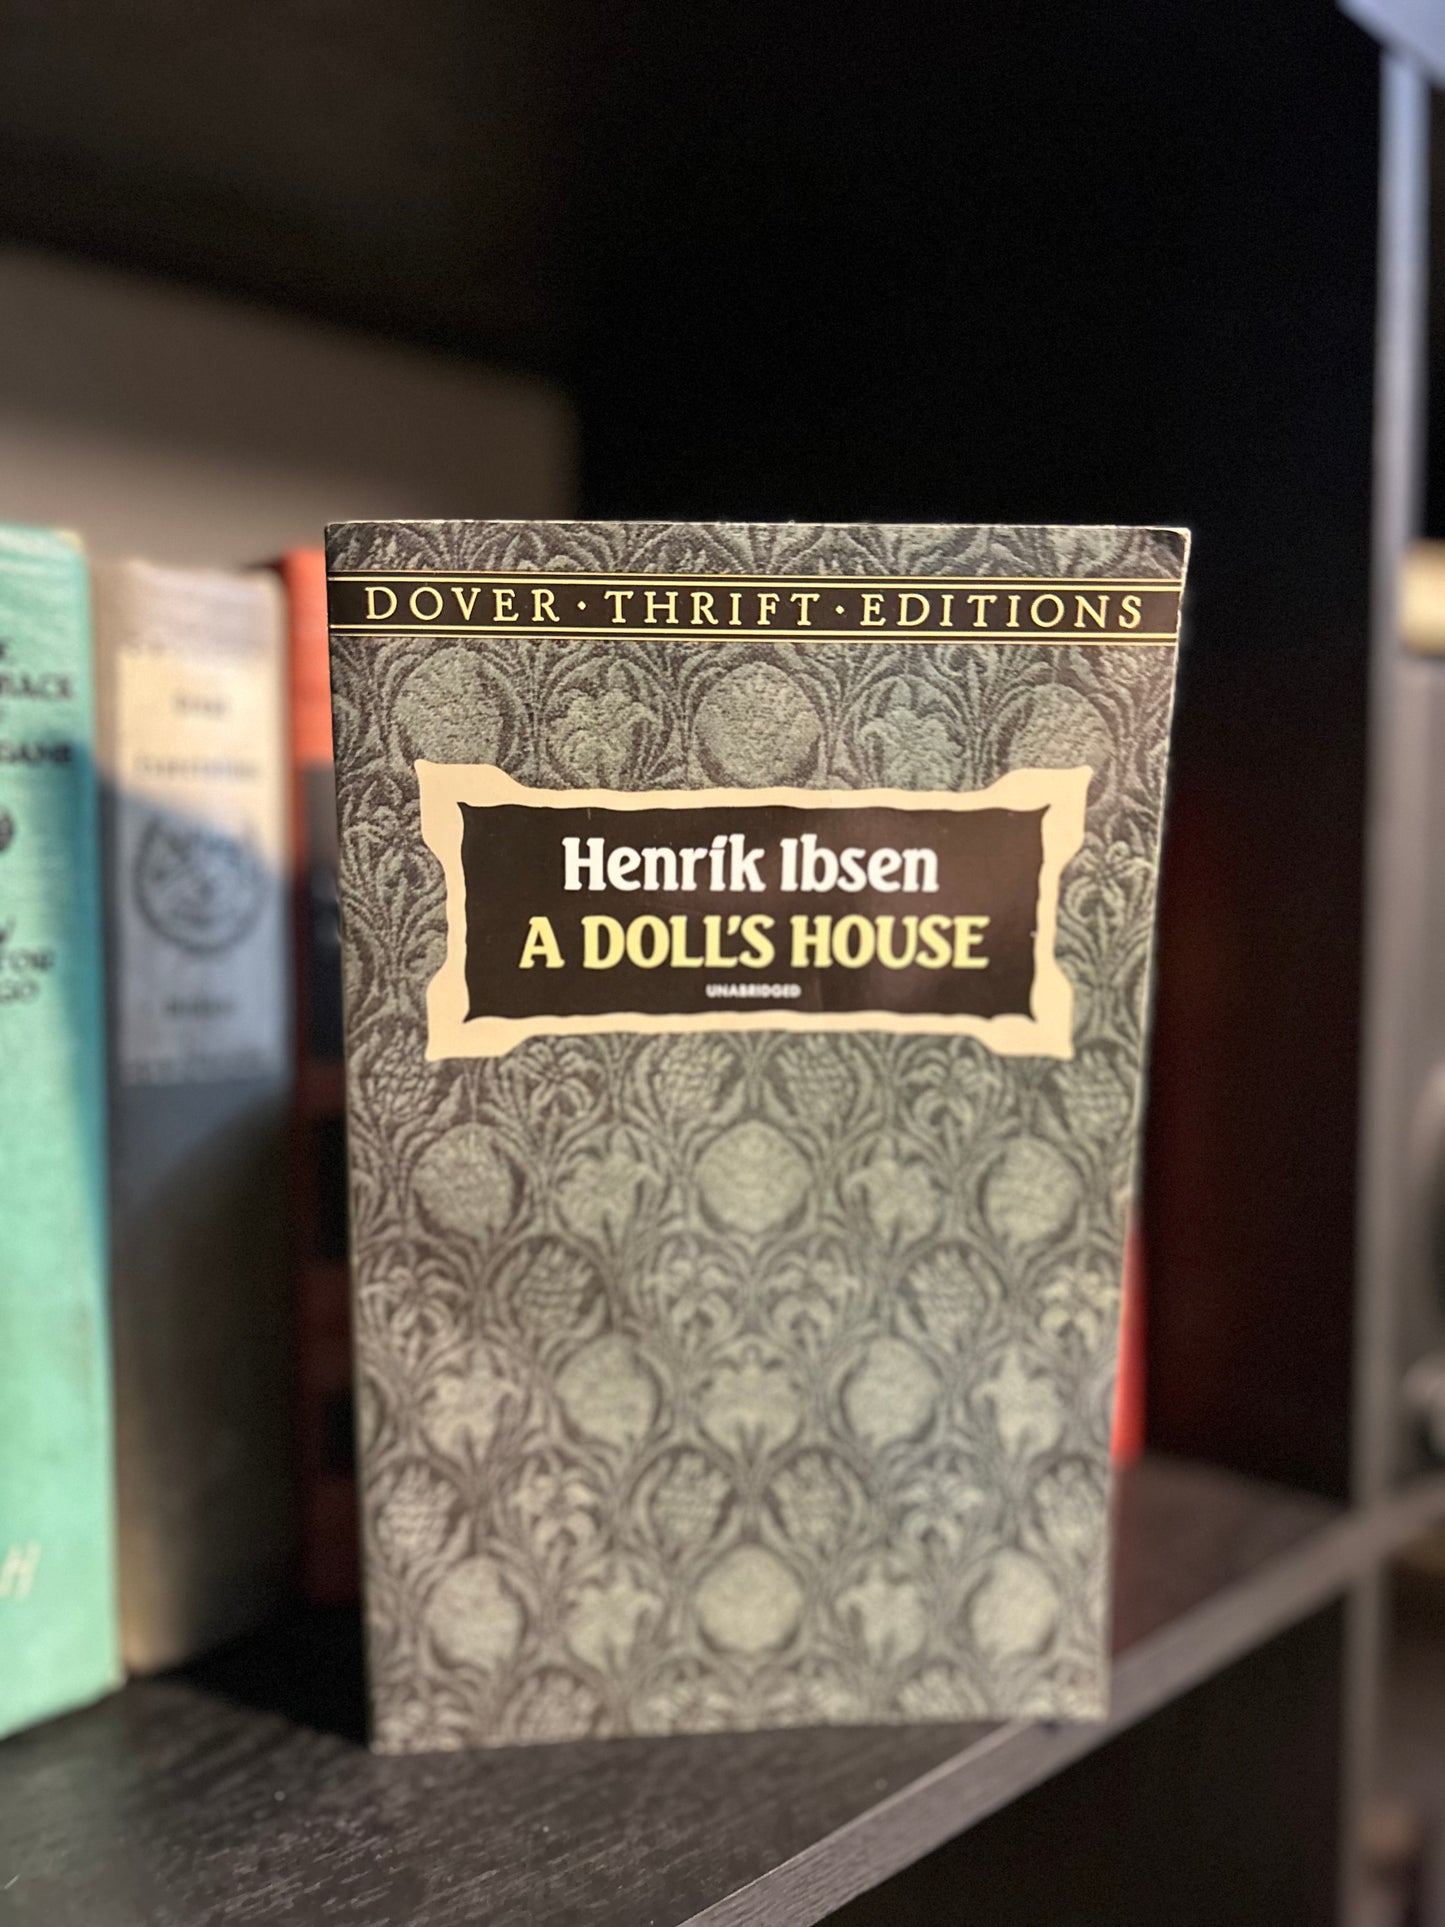 DOVER · THRIFT · EDITIONS
Henrik Ibsen
A DOLL'S HOUSE
UNABRIDGED
H